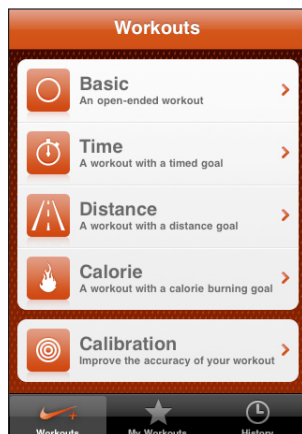 Workouts
Basic
An open-ended workout
Time
A workout with a timed goal
Distance
A workout with a distance goal
Calorie
A workout with a calorie burning goal
Calibration
Improve the accuracy of your workout
Workouts My Workouts History